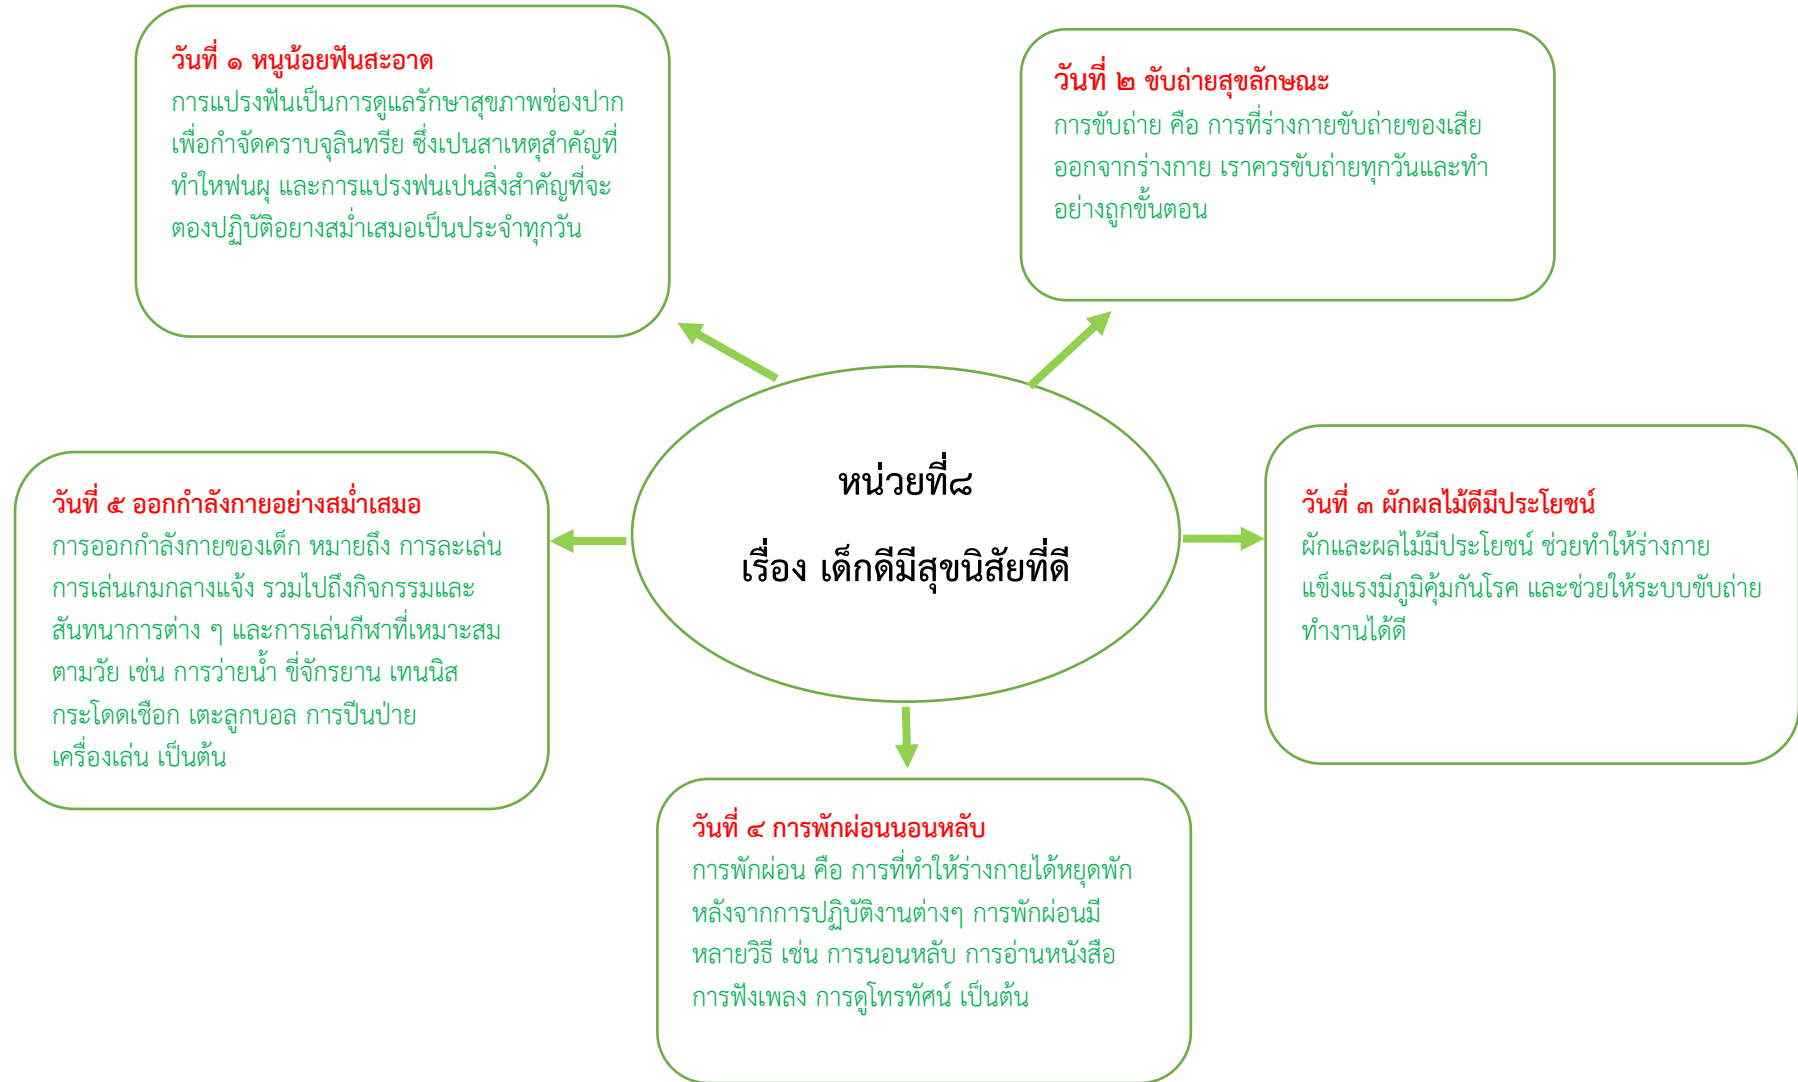 วันที่ ๑ หนูน้อยฟันสะอาด
การแปรงฟันเป็นการดูแลรักษาสุขภาพช่องปาก
เพื่อกำจัดคราบจุลินทรีย ซึ่งเปนสาเหตุสำคัญที่
ทำใหฟนผุ และการแปรงฟนเปนสิ่งสำคัญที่จะ
ตองปฏิบัติอยางสม่ำเสมอเป็นประจำทุกวัน
วันที่ ๒ ขับถ่ายสุขลักษณะ
การขับถ่าย คือ การที่ร่างกายขับถ่ายของเสีย
ออกจากร่างกาย เราควรขับถ่ายทุกวันและทำ
อย่างถูกขั้นตอน
หน่วยที่๘
เรื่อง เด็กดีมีสุขนิสัยที่ดี
วันที่ ๓ ผักผลไม้ดีมีประโยชน์
ผักและผลไม้มีประโยชน์ ช่วยทำให้ร่างกาย
แข็งแรงมีภูมิคุ้มกันโรค และช่วยให้ระบบขับถ่าย
ทำงานได้ดี
วันที่ ๔ การพักผ่อนนอนหลับ
การพักผ่อน คือ การที่ทำให้ร่างกายได้หยุดพัก
หลังจากการปฏิบัติงานต่างๆ การพักผ่อนมี
หลายวิธี เช่น การนอนหลับ การอ่านหนังสือ
การฟังเพลง การดูโทรทัศน์ เป็นต้น
วันที่ ๕ ออกกำลังกายอย่างสม่ำเสมอ
การออกกำลังกายของเด็ก หมายถึง การละเล่น
การเล่นเกมกลางแจ้ง รวมไปถึงกิจกรรมและ
สันทนาการต่าง ๆ และการเล่นกีฬาที่เหมาะสม
ตามวัย เช่น การว่ายน้ำ ขี่จักรยาน เทนนิส
กระโดดเชือก เตะลูกบอล การปีนป่าย
เครื่องเล่น เป็นต้น